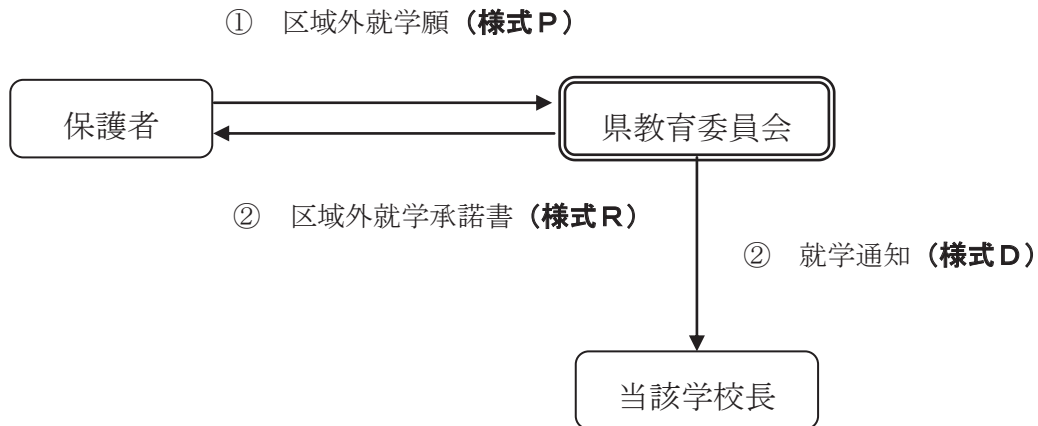 ① 区域外就学願（様式Ｐ）
保護者
県教育委員会
② 区域外就学承諾書（様式Ｒ）
② 就学通知（様式Ｄ）
当該学校長